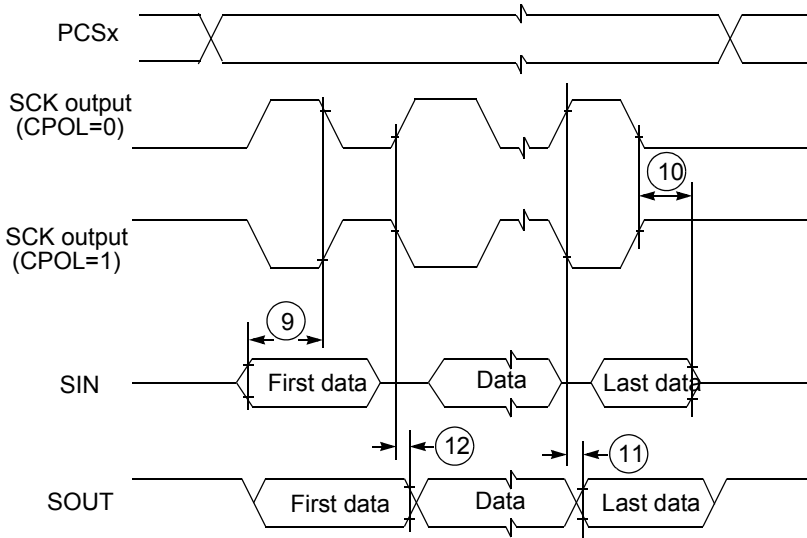 PCSx
SCK output
(CPOL=0)
10
SCK output
(CPOL=1)
9
SIN
First data
Data
Last data
12
11
SOUT
First data
Data
Last data